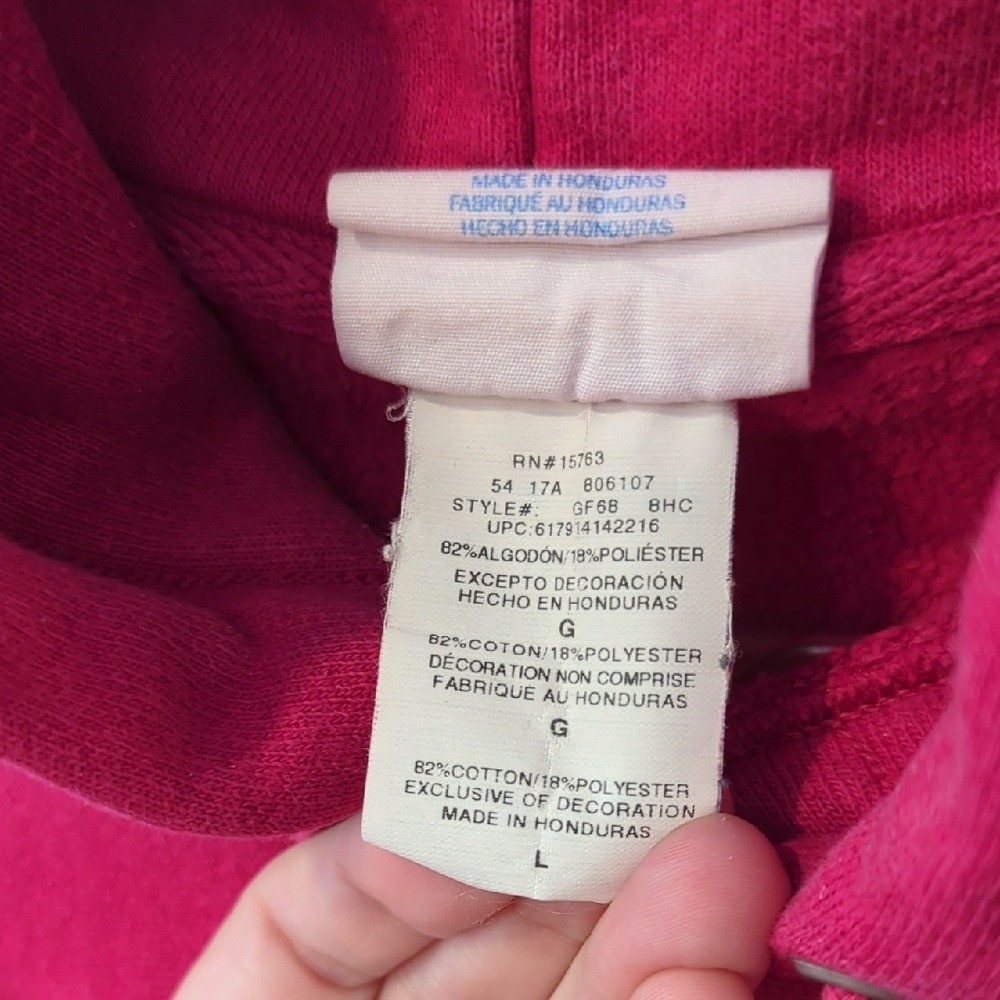 MADE IN HONDURAS
FABRIQUÉ AU HONDURAS
HECHO EN HONDURAS
RN#15763
54 17A 806107
STYLE#: GF68 8HC
UPC:617914142216
82%ALGODÓN/18%POLIÉSTER
EXCEPTO DECORACIÓN
HECHO EN HONDURAS
G
82%COTON/18%POLYESTER
DÉCORATION NON COMPRISE
FABRIQUÉ AU HONDURAS
G
82%COTTON/18%POLYESTER
EXCLUSIVE OF DECORATION
MADE IN HONDURAS
L